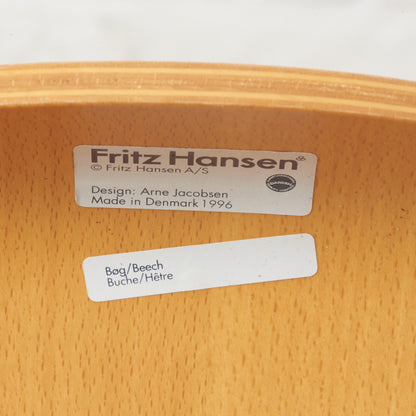 Fritz Hansen®
© Fritz Hansen A/S
Design: Arne Jacobsen
Made in Denmark 1996
Bøg/Beech
Buche/Hêtre